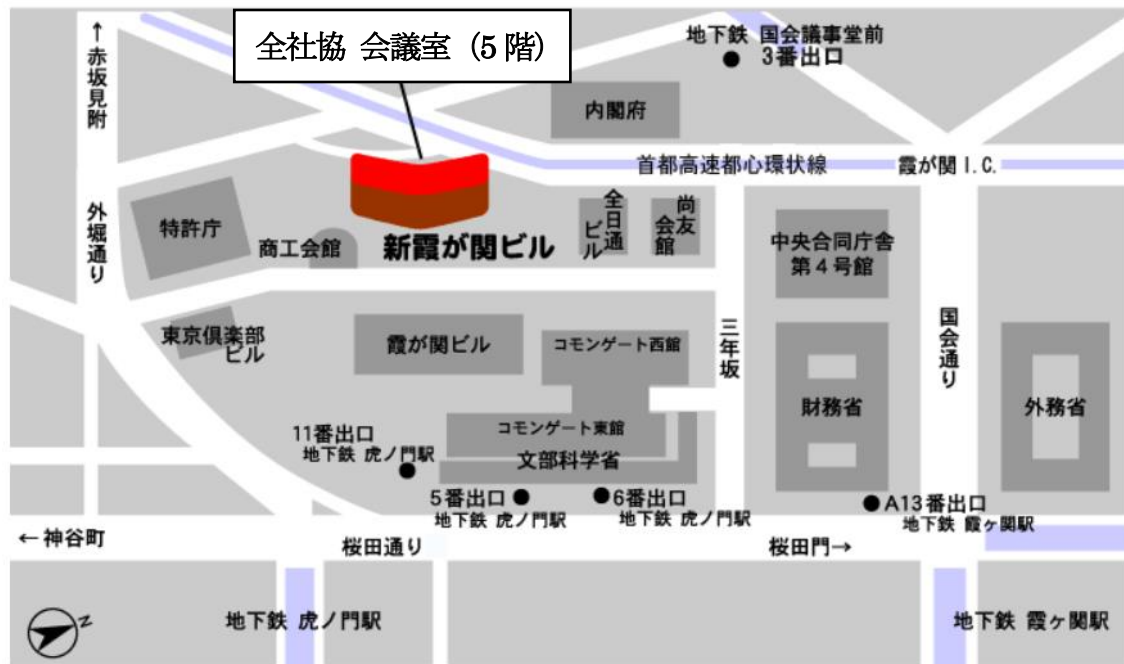 全社協 会議室（5階）
地下鉄 国会議事堂前
3番出口
↑赤坂見附
内閣府
首都高速都心環状線
霞が関 I.C.
外堀通り
特許庁
商工会館
新霞が関ビル
全日通
ビル
尚友
会館
中央合同庁舎
第4号館
東京倶楽部
ビル
霞が関ビル
コモンゲート西館
三年坂
国会通り
財務省
外務省
コモンゲート東館
文部科学省
11番出口
地下鉄 虎ノ門駅
5番出口
地下鉄 虎ノ門駅
6番出口
地下鉄 虎ノ門駅
A13番出口
地下鉄 霞ヶ関駅
←神谷町
桜田通り
桜田門→
地下鉄 虎ノ門駅
地下鉄 霞ヶ関駅
N